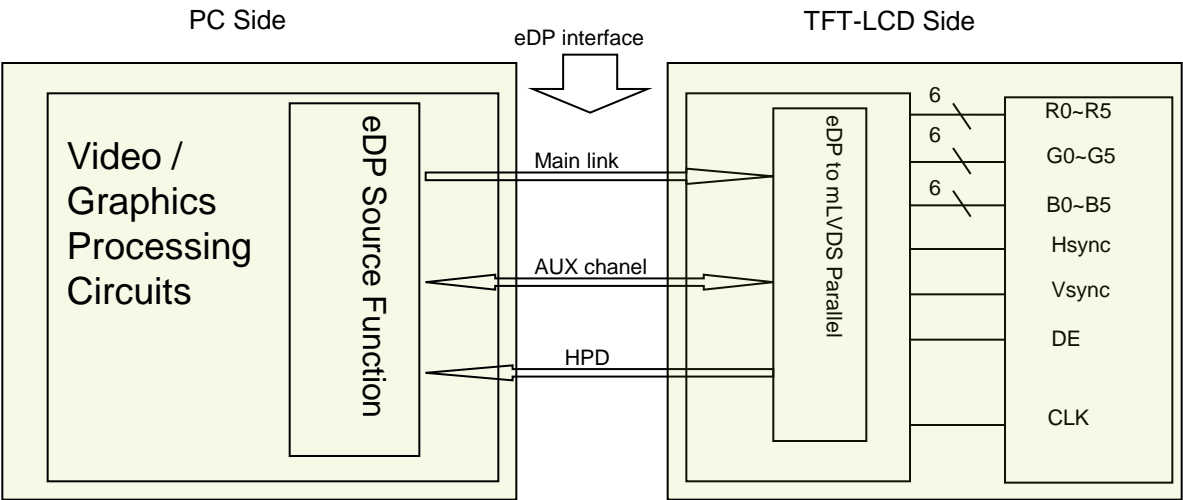 PC Side
TFT-LCD Side
eDP interface
Video /
Graphics
Processing
Circuits
eDP Source Function
Main link
AUX chanel
HPD
eDP to mLVDS Parallel
6
R0~R5
6
G0~G5
6
B0~B5
Hsync
Vsync
DE
CLK